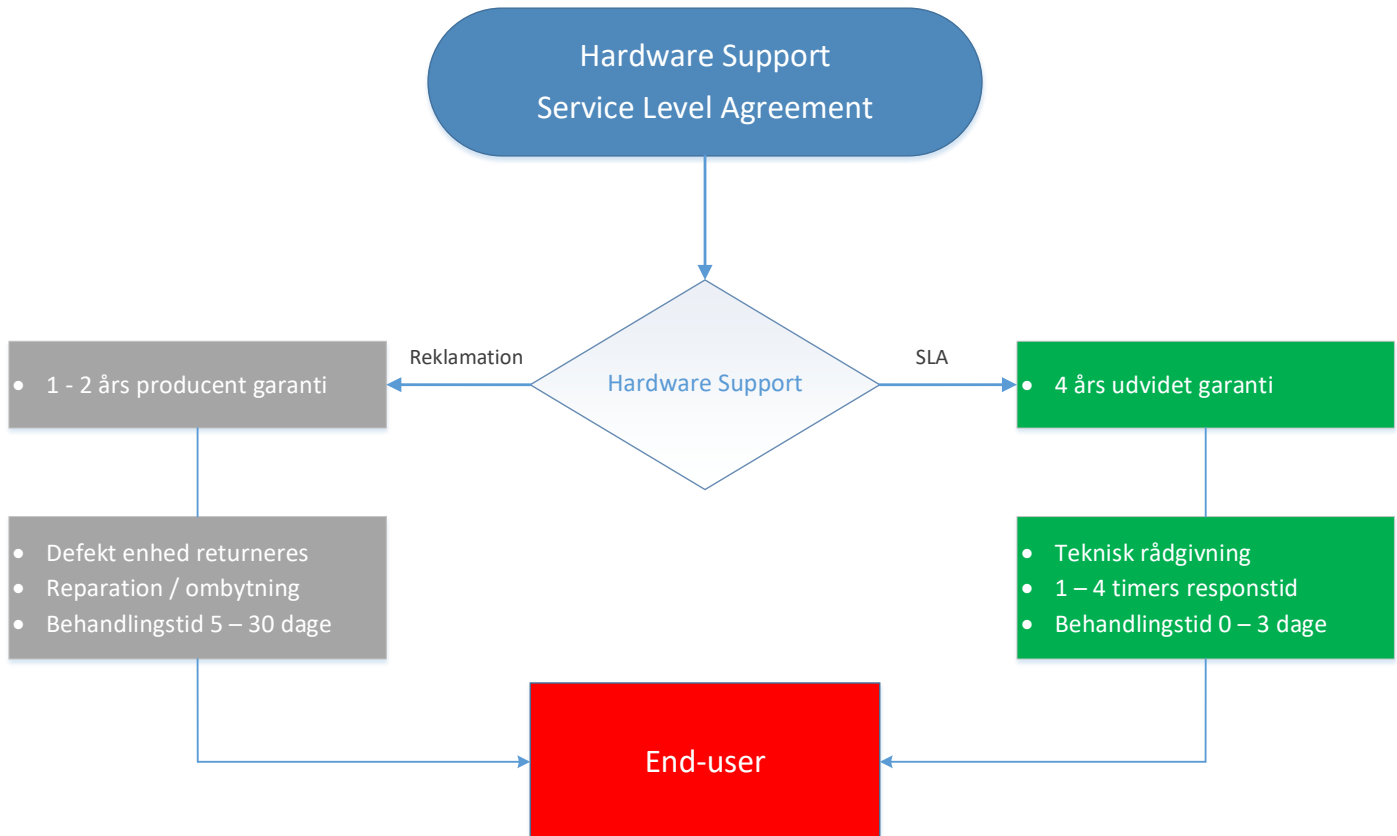 Hardware Support
Service Level Agreement
Reklamation
SLA
• 1 - 2 års producent garanti
Hardware Support
• 4 års udvidet garanti
• Defekt enhed returneres
• Reparation / ombytning
• Behandlingstid 5 – 30 dage
• Teknisk rådgivning
• 1 – 4 timers responstid
• Behandlingstid 0 – 3 dage
End-user